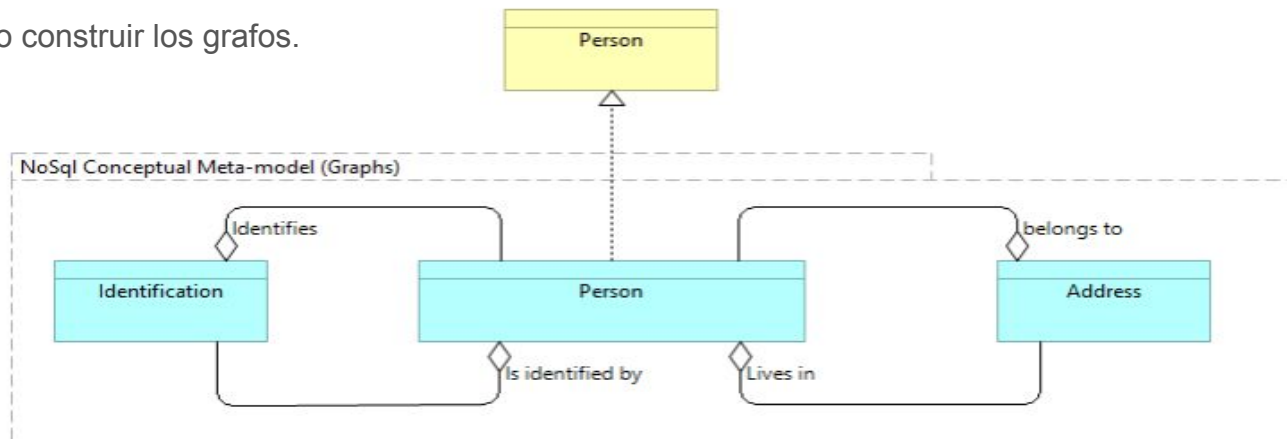 o construir los grafos.
Person
NoSql Conceptual Meta-model (Graphs)
Identifies
belongs to
Identification
Person
Address
Is identified by
Lives in